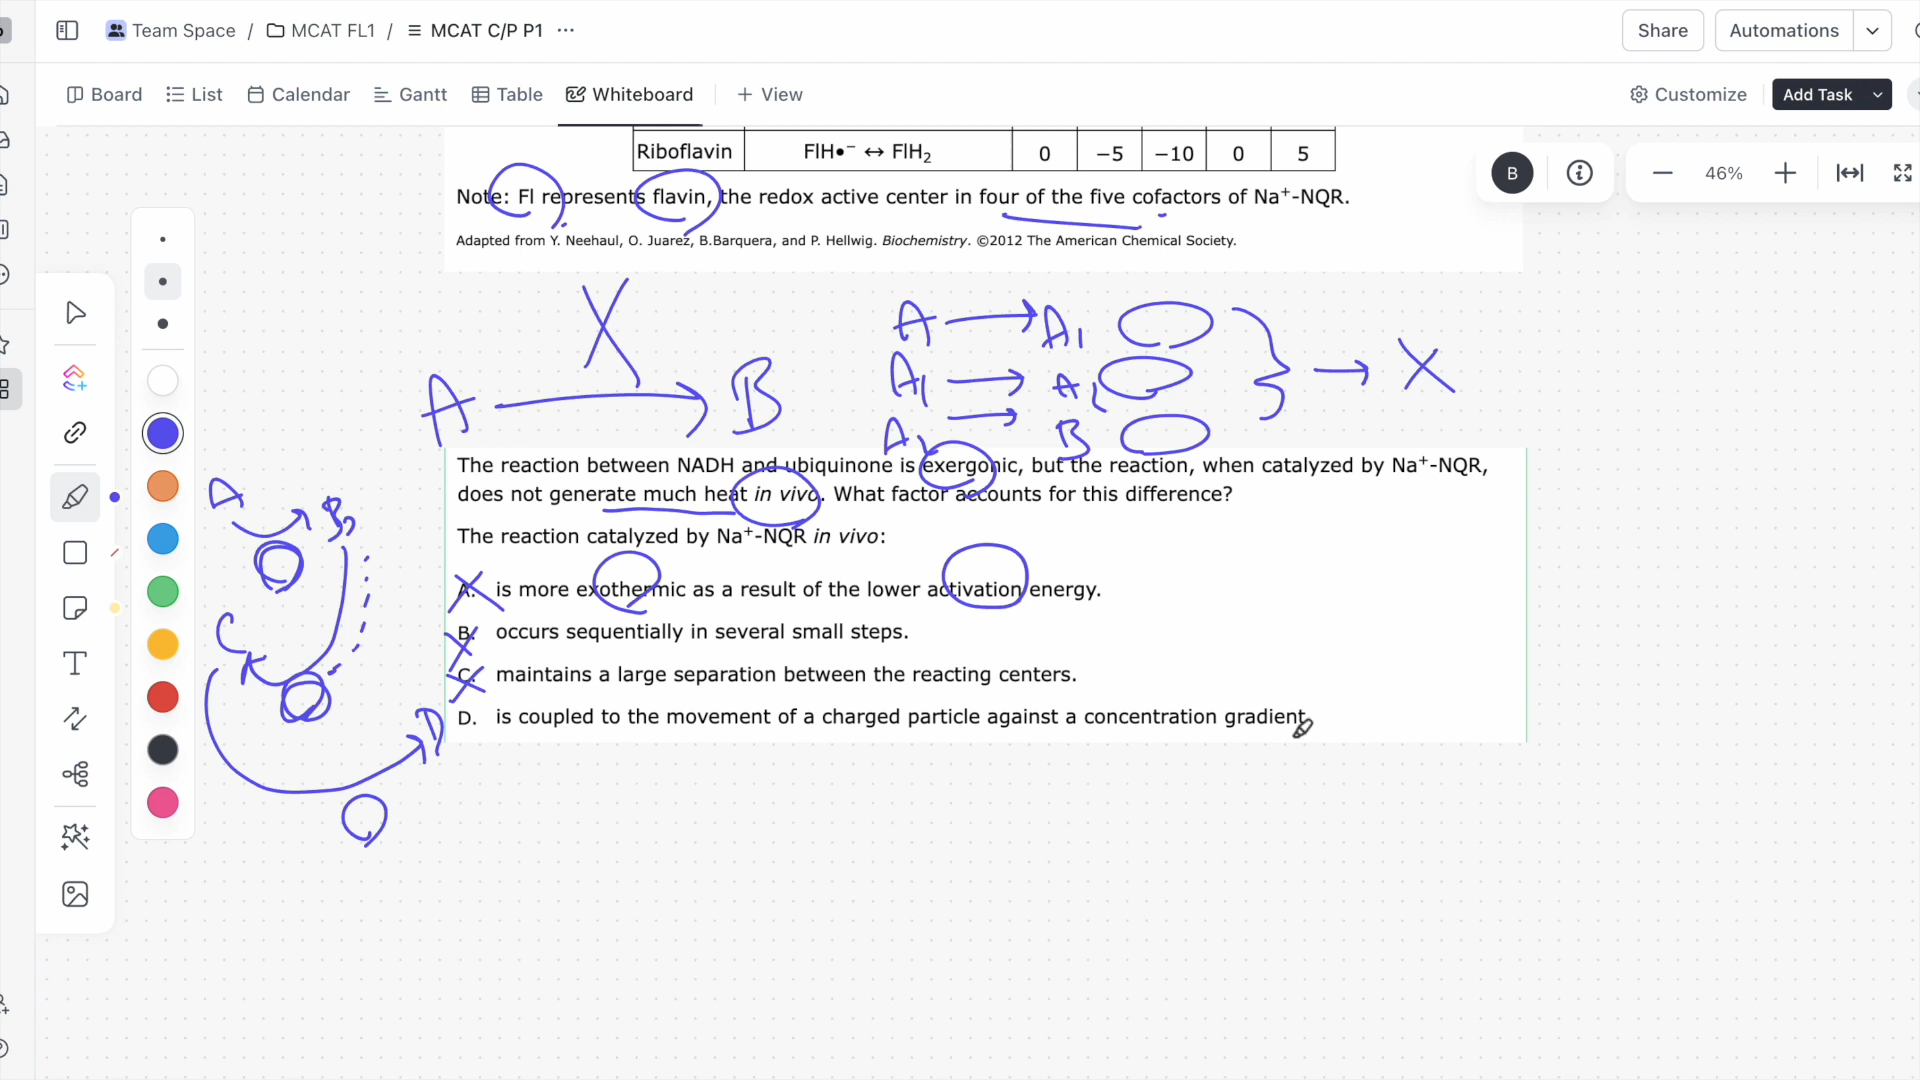 Team Space / MCAT FL1 / MCAT C/P P1 ...
Share
Automations
Board
List
Calendar
Gantt
Table
Whiteboard
+ View
Customize
Add Task
Riboflavin FlH•⁻ ↔ FlH₂ 0 −5 −10 0 5
B
46%
Note: Fl represents flavin, the redox active center in four of the five cofactors of Na⁺-NQR.
Adapted from Y. Neehaul, O. Juarez, B.Barquera, and P. Hellwig. Biochemistry. ©2012 The American Chemical Society.
X
A → B
A → A₁
A₁ → A
A → B
} → X
The reaction between NADH and ubiquinone is exergonic, but the reaction, when catalyzed by Na⁺-NQR,
does not generate much heat in vivo. What factor accounts for this difference?
The reaction catalyzed by Na⁺-NQR in vivo:
A. is more exothermic as a result of the lower activation energy.
B. occurs sequentially in several small steps.
C. maintains a large separation between the reacting centers.
D. is coupled to the movement of a charged particle against a concentration gradient.
A
B
C
D
T